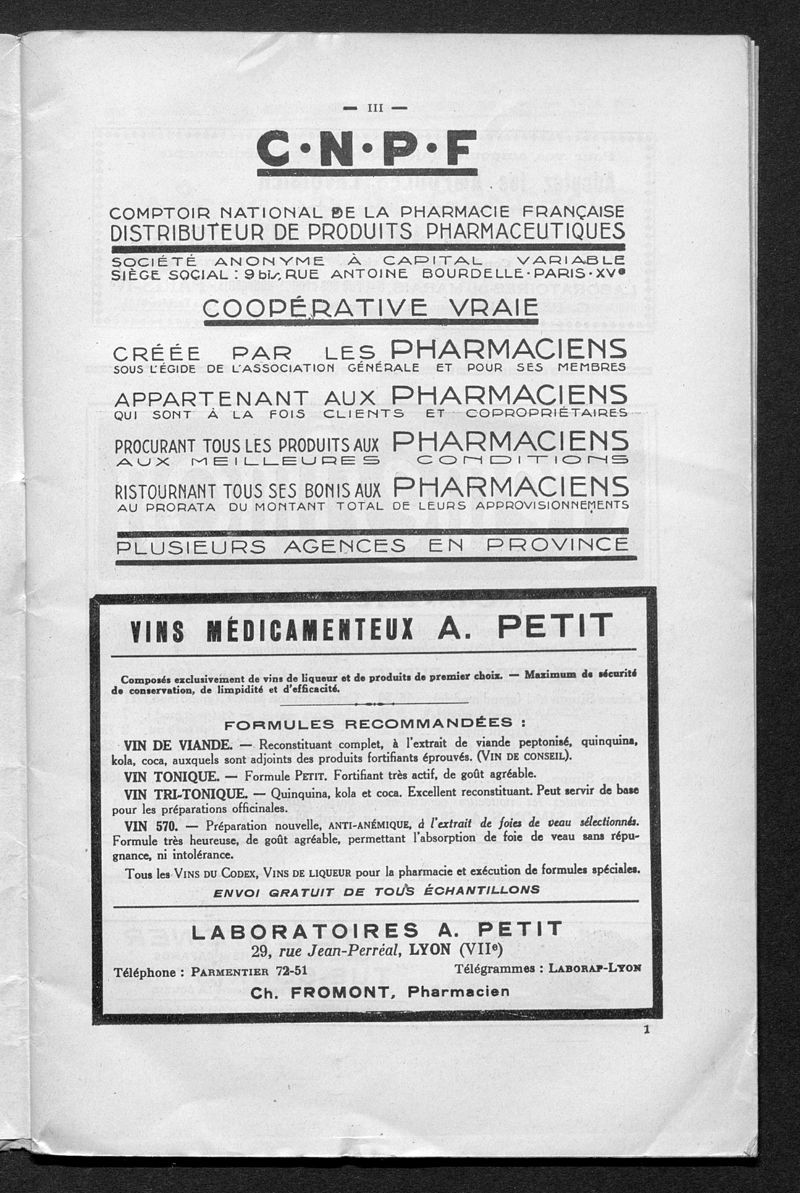 — III —
C·N·P·F
COMPTOIR NATIONAL DE LA PHARMACIE FRANÇAISE
DISTRIBUTEUR DE PRODUITS PHARMACEUTIQUES
SOCIÉTÉ ANONYME À CAPITAL VARIABLE
SIÈGE SOCIAL : 9 bis, RUE ANTOINE BOURDELLE · PARIS · XVe
COOPÉRATIVE VRAIE
CRÉÉE PAR LES PHARMACIENS
SOUS L'ÉGIDE DE L'ASSOCIATION GÉNÉRALE ET POUR SES MEMBRES
APPARTENANT AUX PHARMACIENS
QUI SONT À LA FOIS CLIENTS ET COPROPRIÉTAIRES
PROCURANT TOUS LES PRODUITS AUX PHARMACIENS
AUX MEILLEURES CONDITIONS
RISTOURNANT TOUS SES BONIS AUX PHARMACIENS
AU PRORATA DU MONTANT TOTAL DE LEURS APPROVISIONNEMENTS
PLUSIEURS AGENCES EN PROVINCE
VINS MÉDICAMENTEUX A. PETIT
Composés exclusivement de vins de liqueur et de produits de premier choix. — Maximum de sécurité
de conservation, de limpidité et d'efficacité.
FORMULES RECOMMANDÉES :
VIN DE VIANDE. — Reconstituant complet, à l'extrait de viande peptonisé, quinquina,
kola, coca, auxquels sont adjoints des produits fortifiants éprouvés. (VIN DE CONSEIL).
VIN TONIQUE. — Formule PETIT. Fortifiant très actif, de goût agréable.
VIN TRI-TONIQUE. — Quinquina, kola et coca. Excellent reconstituant. Peut servir de base
pour les préparations officinales.
VIN 570. — Préparation nouvelle, ANTI-ANÉMIQUE, à l'extrait de foies de veau sélectionnés.
Formule très heureuse, de goût agréable, permettant l'absorption de foie de veau sans répu-
gnance, ni intolérance.
Tous les VINS DU CODEX, VINS DE LIQUEUR pour la pharmacie et exécution de formules spéciales.
ENVOI GRATUIT DE TOUS ÉCHANTILLONS
LABORATOIRES A. PETIT
29, rue Jean-Perréal, LYON (VIIe)
Téléphone : PARMENTIER 72-51 Télégrammes : LABORAP-LYON
Ch. FROMONT, Pharmacien
1